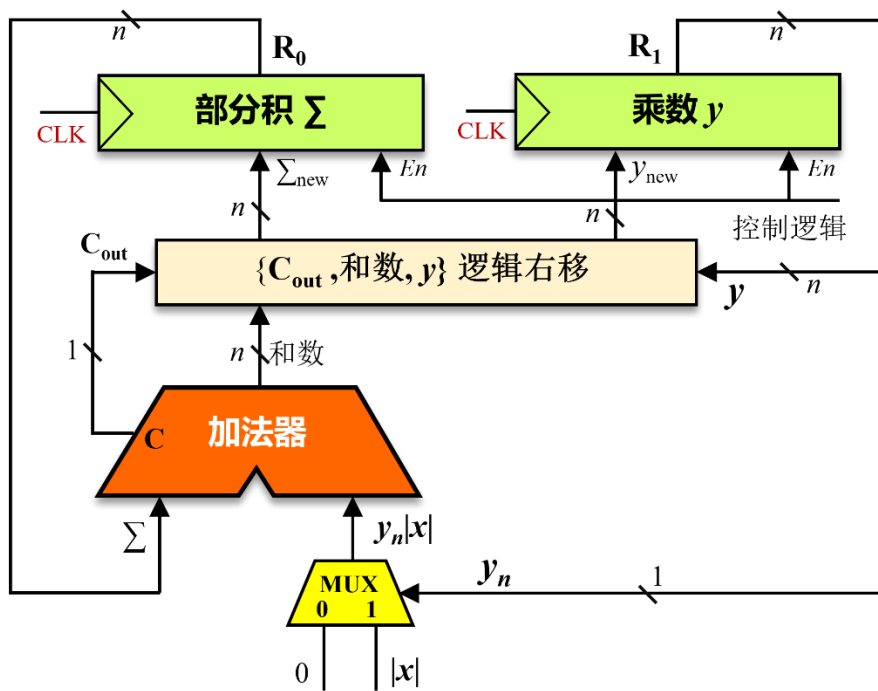 n
R₀
R₁
n
部分积 ∑
乘数 y
CLK
CLK
∑new
En
ynew
En
n
n
控制逻辑
Cout
{Cout ,和数, y} 逻辑右移
y
n
1
n
和数
C
加法器
∑
yn|x|
MUX
0 1
yn
1
0
|x|